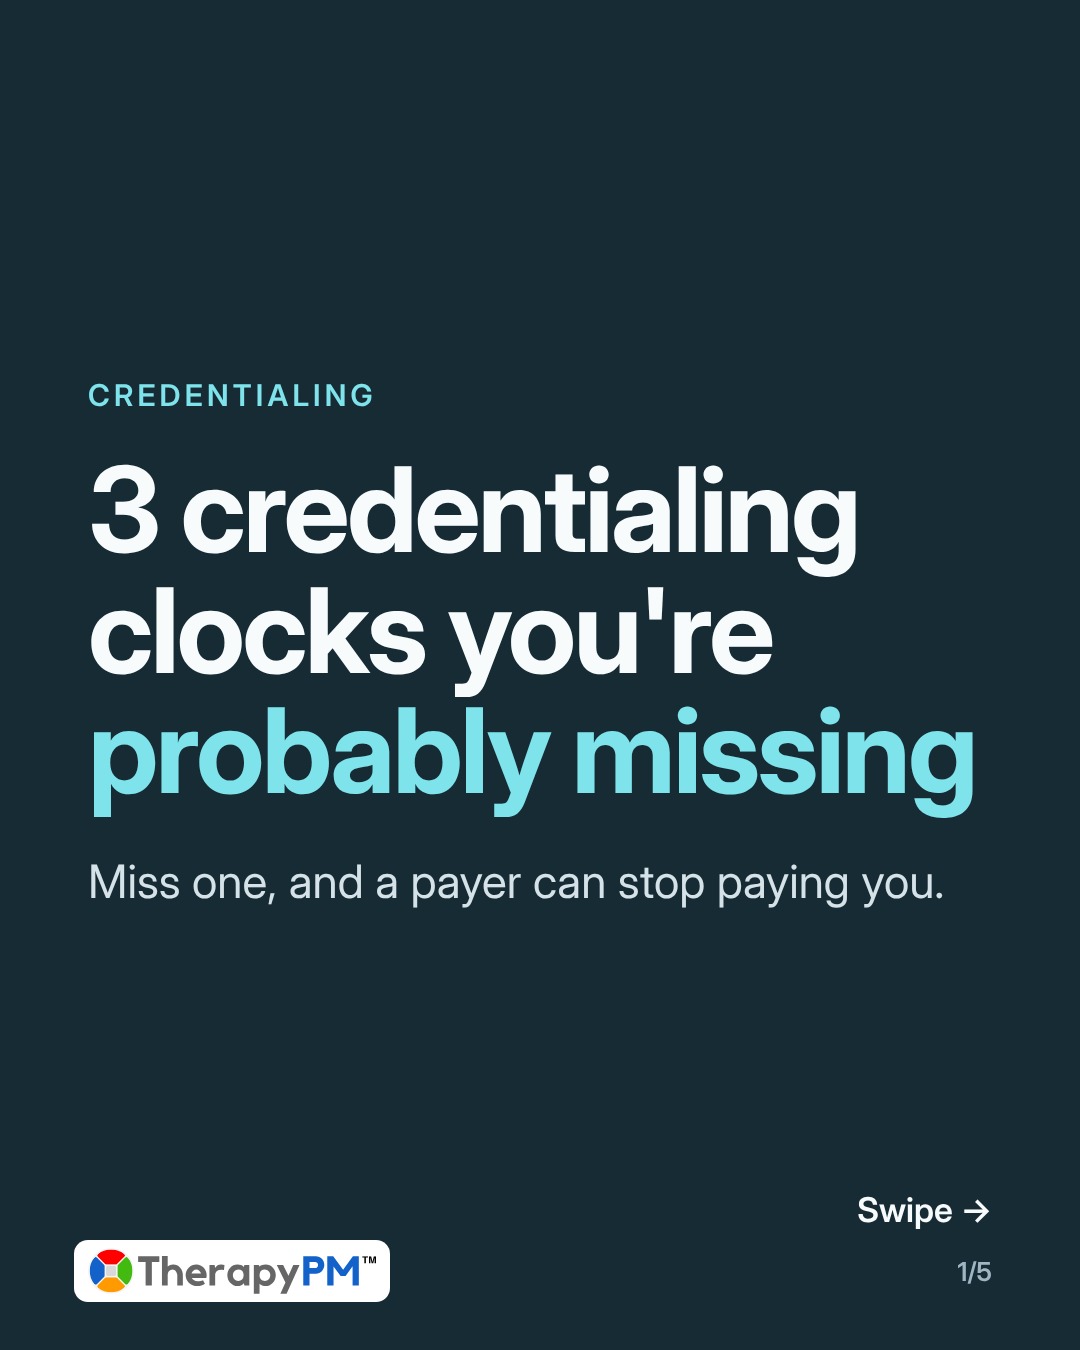 CREDENTIALING
3 credentialing
clocks you're
probably missing
Miss one, and a payer can stop paying you.
Swipe →
TherapyPM™
1/5